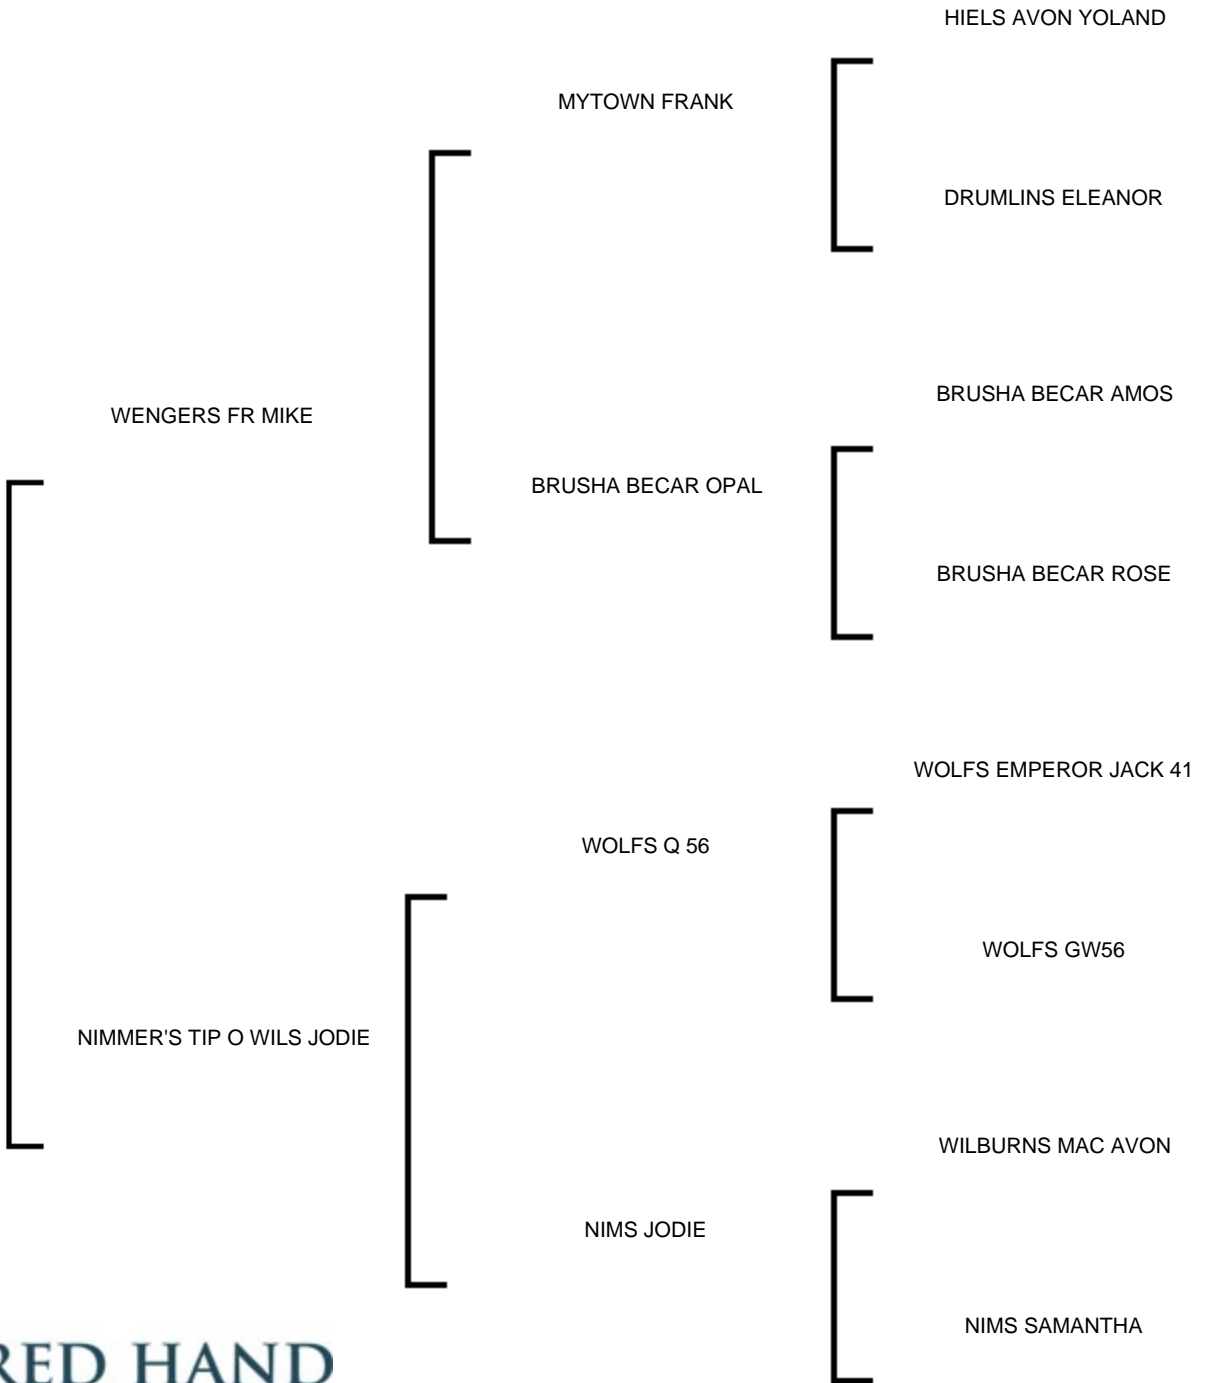 HIELS AVON YOLAND
MYTOWN FRANK
DRUMLINS ELEANOR
BRUSHA BECAR AMOS
WENGERS FR MIKE
BRUSHA BECAR OPAL
BRUSHA BECAR ROSE
WOLFS EMPEROR JACK 41
WOLFS Q 56
WOLFS GW56
NIMMER'S TIP O WILS JODIE
WILBURNS MAC AVON
NIMS JODIE
NIMS SAMANTHA
HAND